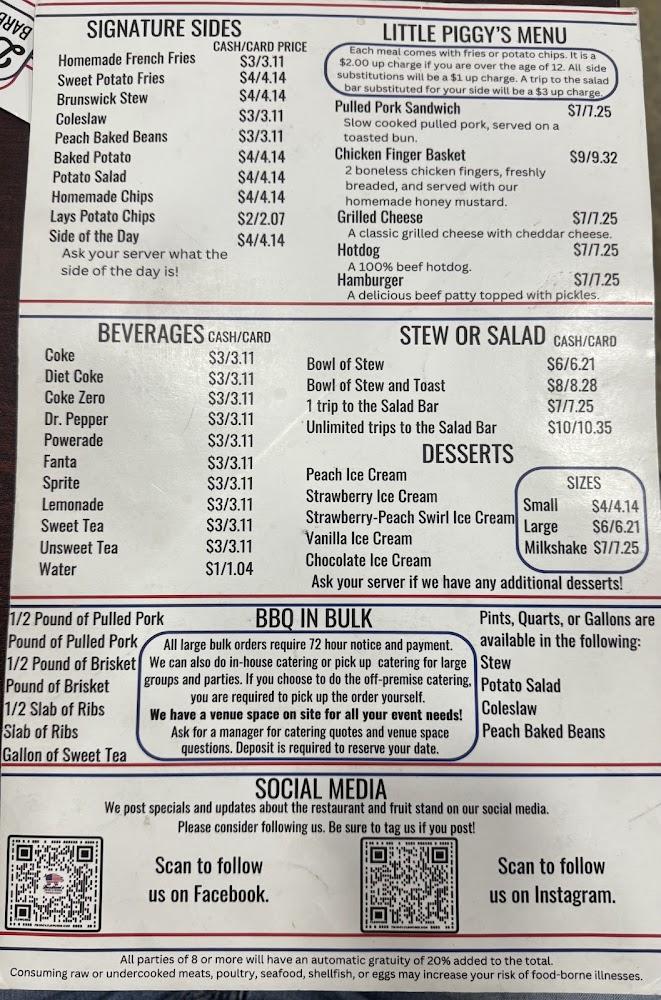 BARB
SIGNATURE SIDES
CASH/CARD PRICE
Homemade French Fries $3/3.11
Sweet Potato Fries $4/4.14
Brunswick Stew $4/4.14
Coleslaw $3/3.11
Peach Baked Beans $3/3.11
Baked Potato $4/4.14
Potato Salad $4/4.14
Homemade Chips $4/4.14
Lays Potato Chips $2/2.07
Side of the Day $4/4.14
Ask your server what the
side of the day is!
LITTLE PIGGY'S MENU
Each meal comes with fries or potato chips. It is a
$2.00 up charge if you are over the age of 12. All side
substitutions will be a $1 up charge. A trip to the salad
bar substituted for your side will be a $3 up charge.
Pulled Pork Sandwich $7/7.25
Slow cooked pulled pork, served on a
toasted bun.
Chicken Finger Basket $9/9.32
2 boneless chicken fingers, freshly
breaded, and served with our
homemade honey mustard.
Grilled Cheese $7/7.25
A classic grilled cheese with cheddar cheese.
Hotdog $7/7.25
A 100% beef hotdog.
Hamburger $7/7.25
A delicious beef patty topped with pickles.
BEVERAGES CASH/CARD
Coke $3/3.11
Diet Coke $3/3.11
Coke Zero $3/3.11
Dr. Pepper $3/3.11
Powerade $3/3.11
Fanta $3/3.11
Sprite $3/3.11
Lemonade $3/3.11
Sweet Tea $3/3.11
Unsweet Tea $3/3.11
Water $1/1.04
STEW OR SALAD CASH/CARD
Bowl of Stew $6/6.21
Bowl of Stew and Toast $8/8.28
1 trip to the Salad Bar $7/7.25
Unlimited trips to the Salad Bar $10/10.35
DESSERTS
Peach Ice Cream
Strawberry Ice Cream
Strawberry-Peach Swirl Ice Cream
Vanilla Ice Cream
Chocolate Ice Cream
SIZES
Small $4/4.14
Large $6/6.21
Milkshake $7/7.25
Ask your server if we have any additional desserts!
BBQ IN BULK
1/2 Pound of Pulled Pork
Pound of Pulled Pork
1/2 Pound of Brisket
Pound of Brisket
1/2 Slab of Ribs
Slab of Ribs
Gallon of Sweet Tea
All large bulk orders require 72 hour notice and payment.
We can also do in-house catering or pick up catering for large
groups and parties. If you choose to do the off-premise catering,
you are required to pick up the order yourself.
We have a venue space on site for all your event needs!
Ask for a manager for catering quotes and venue space
questions. Deposit is required to reserve your date.
Pints, Quarts, or Gallons are
available in the following:
Stew
Potato Salad
Coleslaw
Peach Baked Beans
SOCIAL MEDIA
We post specials and updates about the restaurant and fruit stand on our social media.
Please consider following us. Be sure to tag us if you post!
Scan to follow
us on Facebook.
Scan to follow
us on Instagram.
All parties of 8 or more will have an automatic gratuity of 20% added to the total.
Consuming raw or undercooked meats, poultry, seafood, shellfish, or eggs may increase your risk of food-borne illnesses.